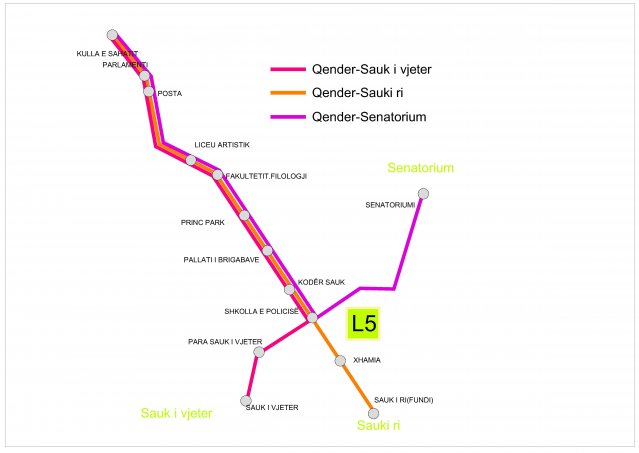 KULLA E SAHATIT
PARLAMENTI
POSTA
Qender-Sauk i vjeter
Qender-Sauki ri
Qender-Senatorium
LICEU ARTISTIK
FAKULTETIT.FILOLOGJI
Senatorium
SENATORIUMI
PRINC PARK
PALLATI I BRIGABAVE
KODËR SAUK
SHKOLLA E POLICISE
L5
PARA SAUK I VJETER
XHAMIA
SAUK I RI(FUNDI)
SAUK I VJETER
Sauk i vjeter
Sauki ri